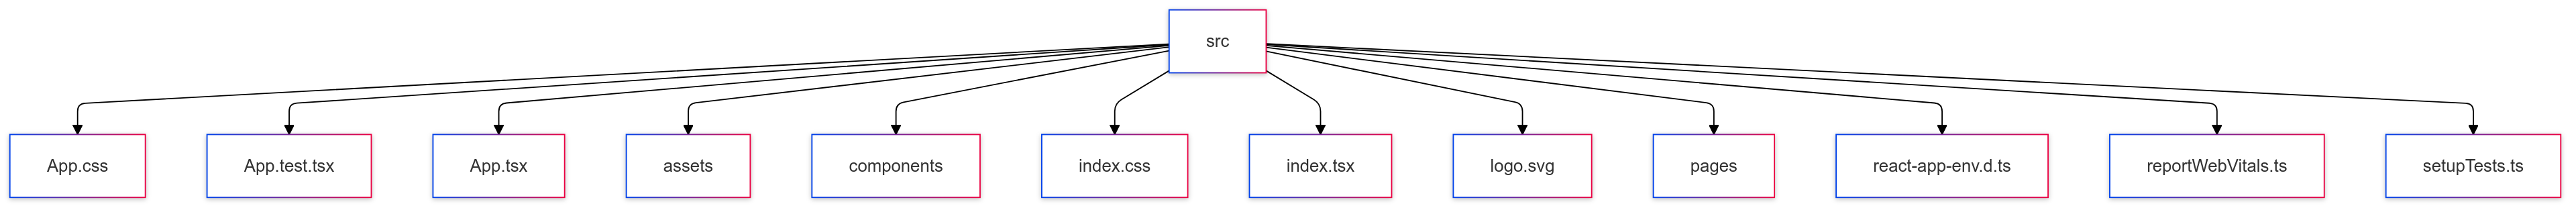 src
App.css
App.test.tsx
App.tsx
assets
components
index.css
index.tsx
logo.svg
pages
react-app-env.d.ts
reportWebVitals.ts
setupTests.ts